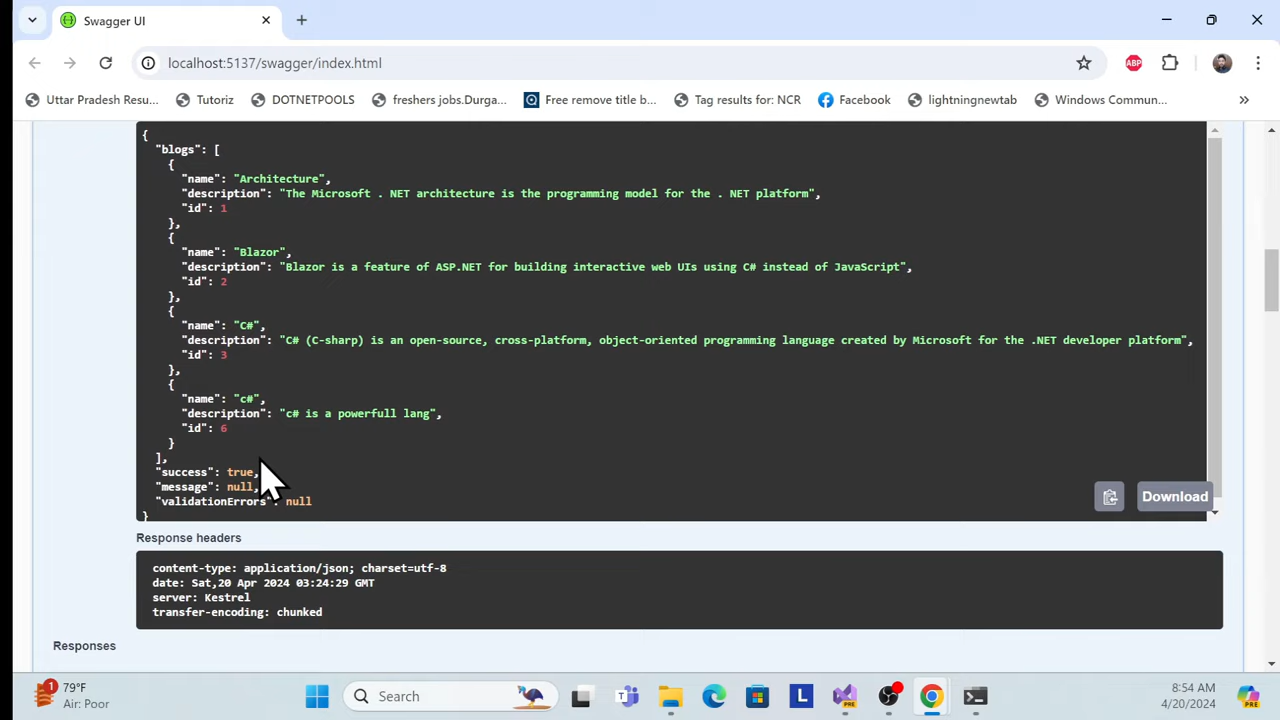 Swagger UI
localhost:5137/swagger/index.html
ABP
Uttar Pradesh Resu...
Tutoriz
DOTNETPOOLS
freshers jobs.Durga...
Free remove title b...
Tag results for: NCR
Facebook
lightningnewtab
Windows Commun...
{
"blogs": [
{
"name": "Architecture",
"description": "The Microsoft . NET architecture is the programming model for the . NET platform",
"id": 1
},
{
"name": "Blazor",
"description": "Blazor is a feature of ASP.NET for building interactive web UIs using C# instead of JavaScript",
"id": 2
},
{
"name": "C#",
"description": "C# (C-sharp) is an open-source, cross-platform, object-oriented programming language created by Microsoft for the .NET developer platform",
"id": 3
},
{
"name": "c#",
"description": "c# is a powerfull lang",
"id": 6
}
],
"success": true,
"message": null,
"validationErrors": null
}
Download
Response headers
content-type: application/json; charset=utf-8
date: Sat,20 Apr 2024 03:24:29 GMT
server: Kestrel
transfer-encoding: chunked
Responses
1
79°F
Air: Poor
Search
L
PRE
8:54 AM
4/20/2024
PRE